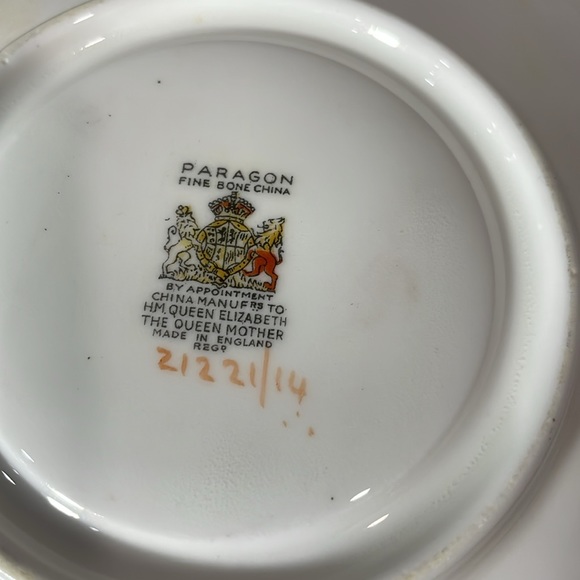 PARAGON
FINE BONE CHINA
BY APPOINTMENT
CHINA MANUFRS TO
H.M. QUEEN ELIZABETH
THE QUEEN MOTHER
MADE IN ENGLAND
REGD
21221/14